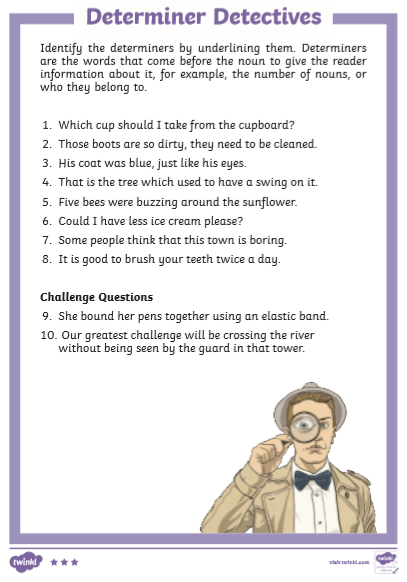 Determiner Detectives
Identify the determiners by underlining them. Determiners
are the words that come before the noun to give the reader
information about it, for example, the number of nouns, or
who they belong to.
1. Which cup should I take from the cupboard?
2. Those boots are so dirty, they need to be cleaned.
3. His coat was blue, just like his eyes.
4. That is the tree which used to have a swing on it.
5. Five bees were buzzing around the sunflower.
6. Could I have less ice cream please?
7. Some people think that this town is boring.
8. It is good to brush your teeth twice a day.
Challenge Questions
9. She bound her pens together using an elastic band.
10. Our greatest challenge will be crossing the river
without being seen by the guard in that tower.
twinkl
visit twinkl.com
twinkl